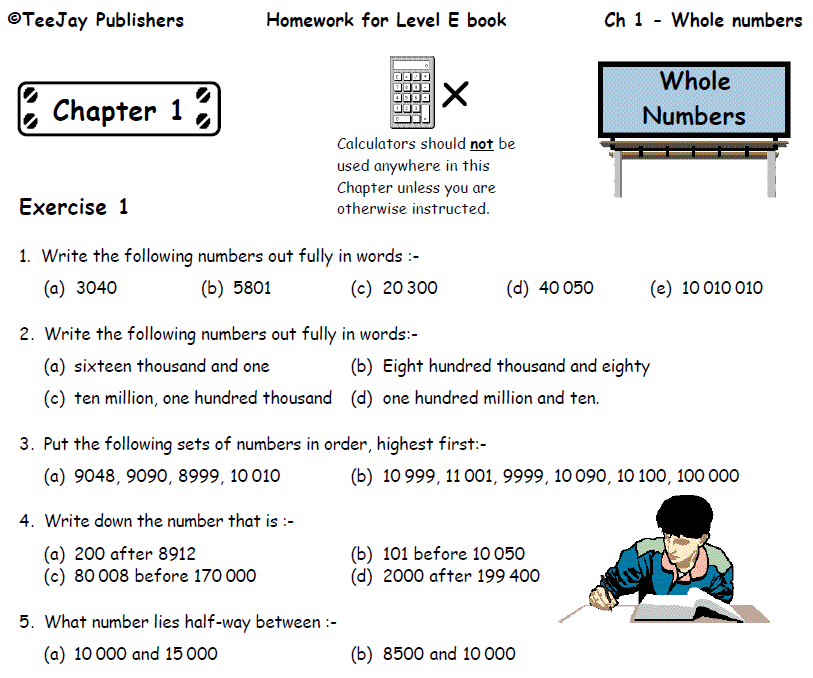 ©TeeJay Publishers Homework for Level E book Ch 1 - Whole numbers
Chapter 1
Whole
Numbers
Calculators should not be
used anywhere in this
Chapter unless you are
otherwise instructed.
Exercise 1
1. Write the following numbers out fully in words :-
(a) 3040 (b) 5801 (c) 20 300 (d) 40 050 (e) 10 010 010
2. Write the following numbers out fully in words:-
(a) sixteen thousand and one (b) Eight hundred thousand and eighty
(c) ten million, one hundred thousand (d) one hundred million and ten.
3. Put the following sets of numbers in order, highest first:-
(a) 9048, 9090, 8999, 10 010 (b) 10 999, 11 001, 9999, 10 090, 10 100, 100 000
4. Write down the number that is :-
(a) 200 after 8912 (b) 101 before 10 050
(c) 80 008 before 170 000 (d) 2000 after 199 400
5. What number lies half-way between :-
(a) 10 000 and 15 000 (b) 8500 and 10 000